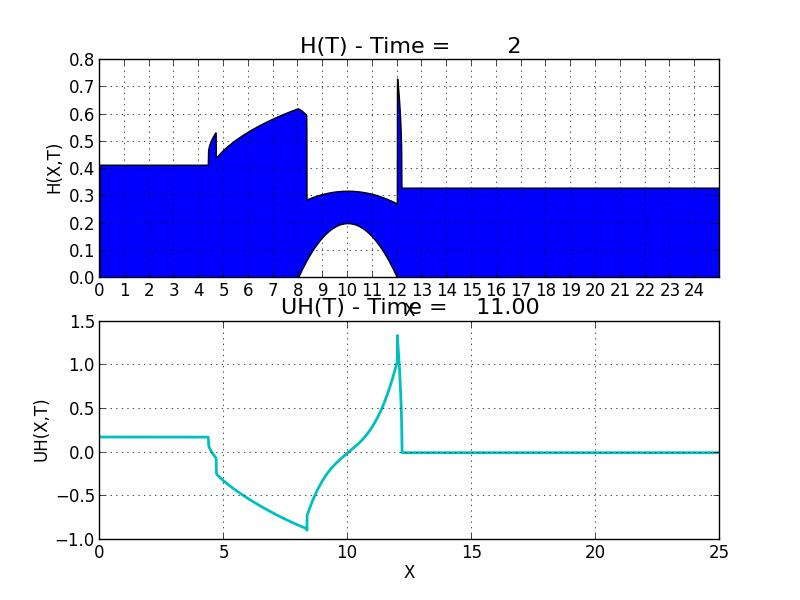 H(T) - Time = 2
0.8
0.7
0.6
0.5
0.4
0.3
0.2
0.1
0.0
H(X,T)
0 1 2 3 4 5 6 7 8 9 10 11 12 13 14 15 16 17 18 19 20 21 22 23 24
X
UH(T) - Time = 11.00
1.5
1.0
0.5
0.0
−0.5
−1.0
UH(X,T)
0 5 10 15 20 25
X